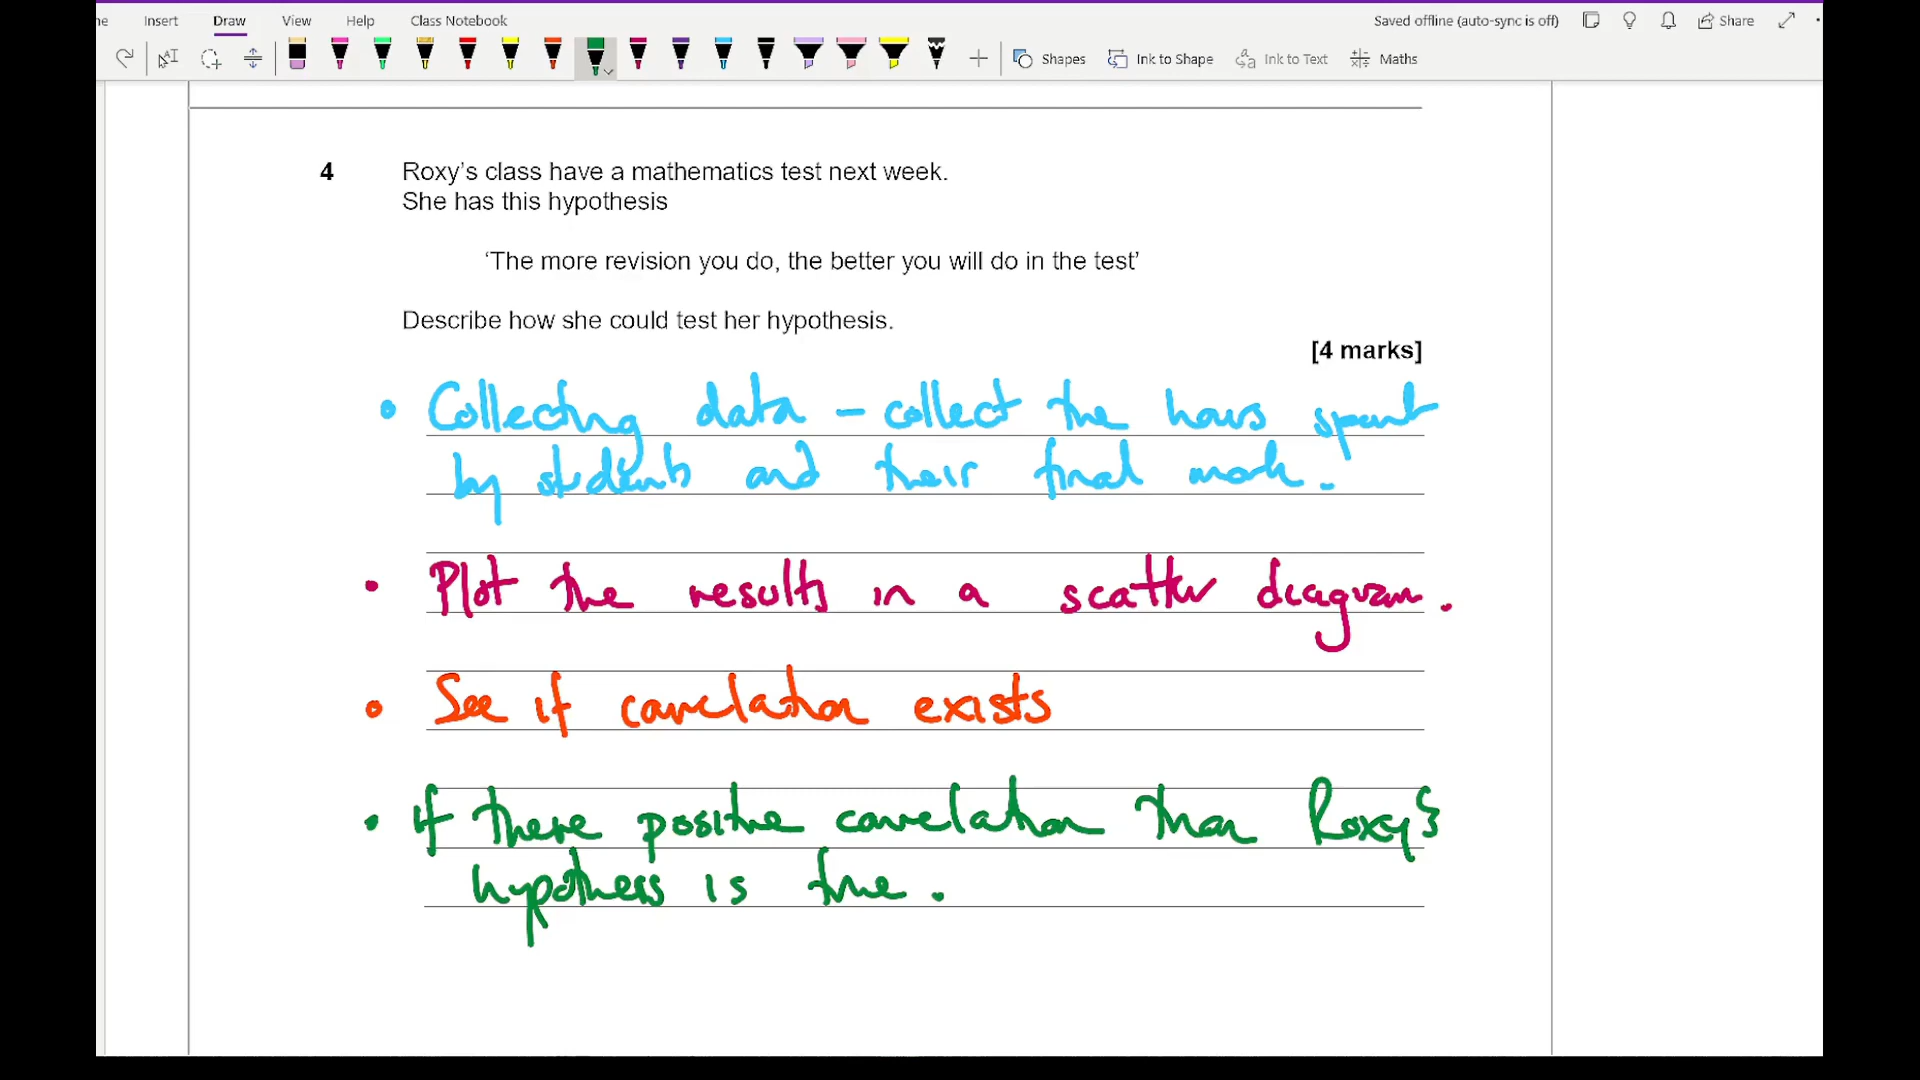 Insert Draw View Help Class Notebook Saved offline (auto-sync is off) Share
Shapes Ink to Shape Ink to Text Maths
4 Roxy's class have a mathematics test next week.
She has this hypothesis
‘The more revision you do, the better you will do in the test’
Describe how she could test her hypothesis.
[4 marks]
• Collecting data – collect the hours spent
by students and their final mark.
• Plot the results in a scatter diagram.
• See if correlation exists
• If there positive correlation then Roxy's
hypothesis is true.